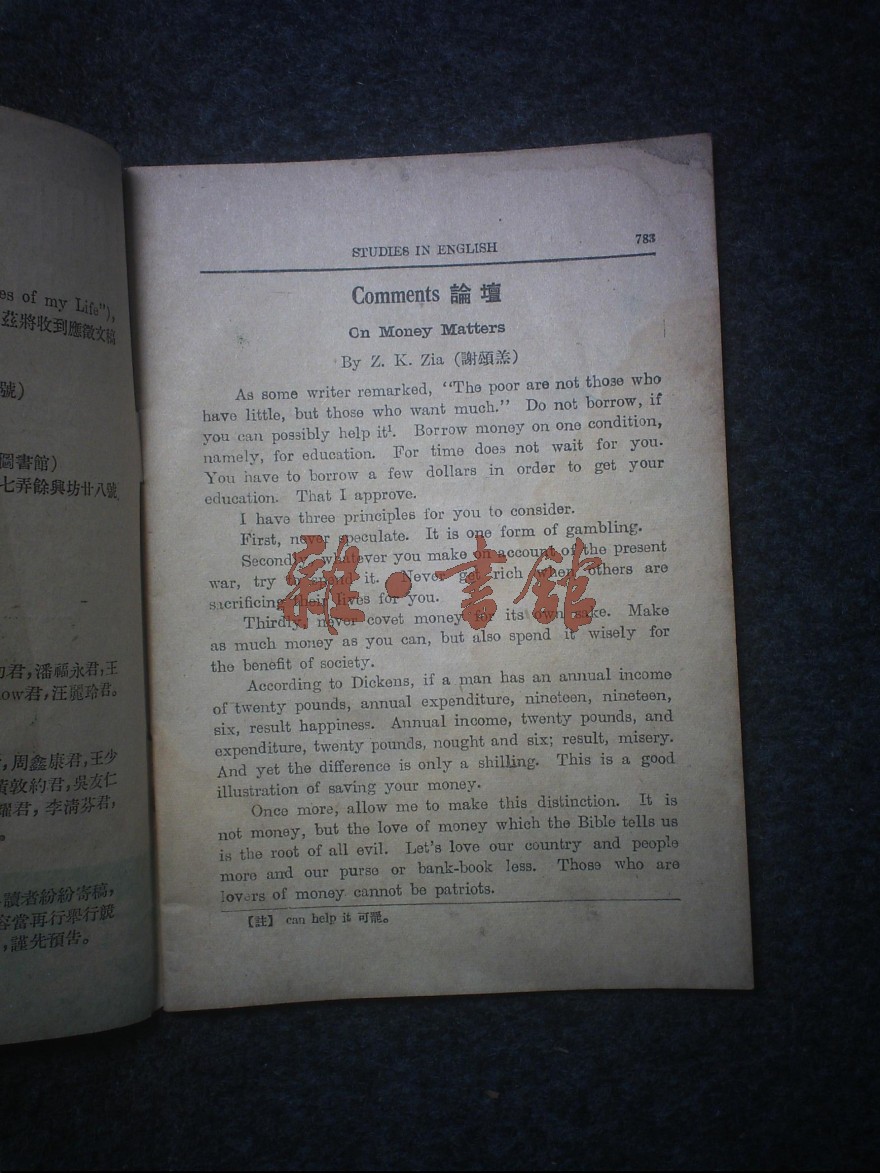 es of my Life")。
茲將收到應徵文稿
號)
圖書館)
七弄餘興坊廿八號
君,潘福永君,王
ow君,汪麗玲君。
,周鑫康君,王少
敦約君,吳友仁
君,李清芬君,
。
讀者紛紛寄稿,
容當再行舉行競
,謹先預告。
STUDIES IN ENGLISH 783
Comments 論壇
On Money Matters
By Z. K. Zia (謝頌羔)
As some writer remarked, "The poor are not those who
have little, but those who want much." Do not borrow, if
you can possibly help it¹. Borrow money on one condition,
namely, for education. For time does not wait for you.
You have to borrow a few dollars in order to get your
education. That I approve.
I have three principles for you to consider.
First, never speculate. It is one form of gambling.
Secondly, whatever you make on account of the present
war, try to spend it. Never get rich when others are
sacrificing their lives for you.
Thirdly, never covet money for its own sake. Make
as much money as you can, but also spend it wisely for
the benefit of society.
According to Dickens, if a man has an annual income
of twenty pounds, annual expenditure, nineteen, nineteen,
six, result happiness. Annual income, twenty pounds, and
expenditure, twenty pounds, nought and six; result, misery.
And yet the difference is only a shilling. This is a good
illustration of saving your money.
Once more, allow me to make this distinction. It is
not money, but the love of money which the Bible tells us
is the root of all evil. Let's love our country and people
more and our purse or bank-book less. Those who are
lovers of money cannot be patriots.
【註】 can help it 可罷。
雜·書館